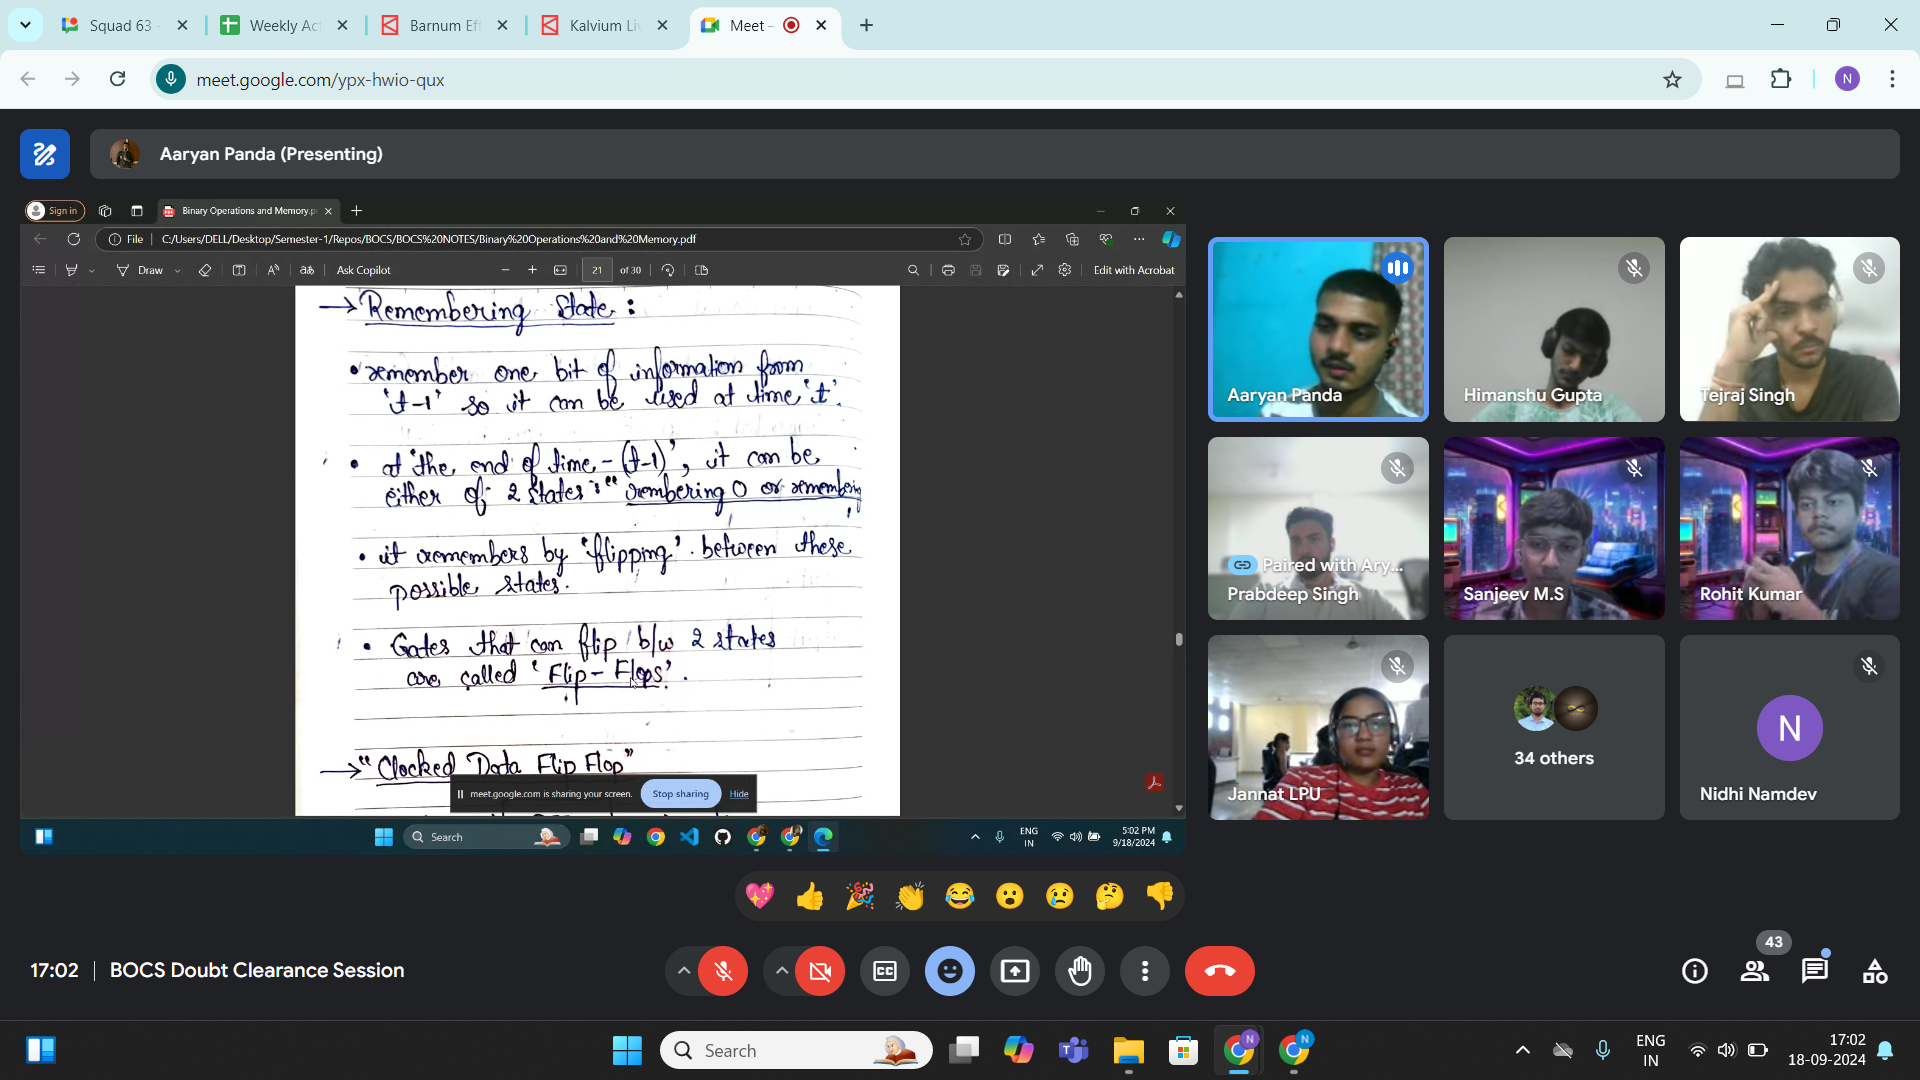 Squad 63 -
Weekly Act
Barnum Eff
Kalvium Liv
Meet -
meet.google.com/ypx-hwio-qux
N
Aaryan Panda (Presenting)
Sign in
Binary Operations and Memory.p
File
C:/Users/DELL/Desktop/Semester-1/Repos/BOCS/BOCS%20NOTES/Binary%20Operations%20and%20Memory.pdf
Draw
Ask Copilot
21
of 30
Edit with Acrobat
→ Remembering State :
• remember one bit of information from
't-1' so it can be used at time 't'.
• at the end of time - (t-1)', it can be
either of 2 states : " rembering 0 or remembering
1
• it remembers by 'flipping' between these
possible states.
• Gates that can flip b/w 2 states
are called 'Flip-Flops'.
→ "Clocked Data Flip Flop"
meet.google.com is sharing your screen.
Stop sharing
Hide
Search
ENG
IN
5:02 PM
9/18/2024
Aaryan Panda
Himanshu Gupta
Tejraj Singh
Paired with Ary...
Prabdeep Singh
Sanjeev M.S
Rohit Kumar
Jannat LPU
34 others
N
Nidhi Namdev
17:02
BOCS Doubt Clearance Session
CC
43
Search
N
N
ENG
IN
17:02
18-09-2024